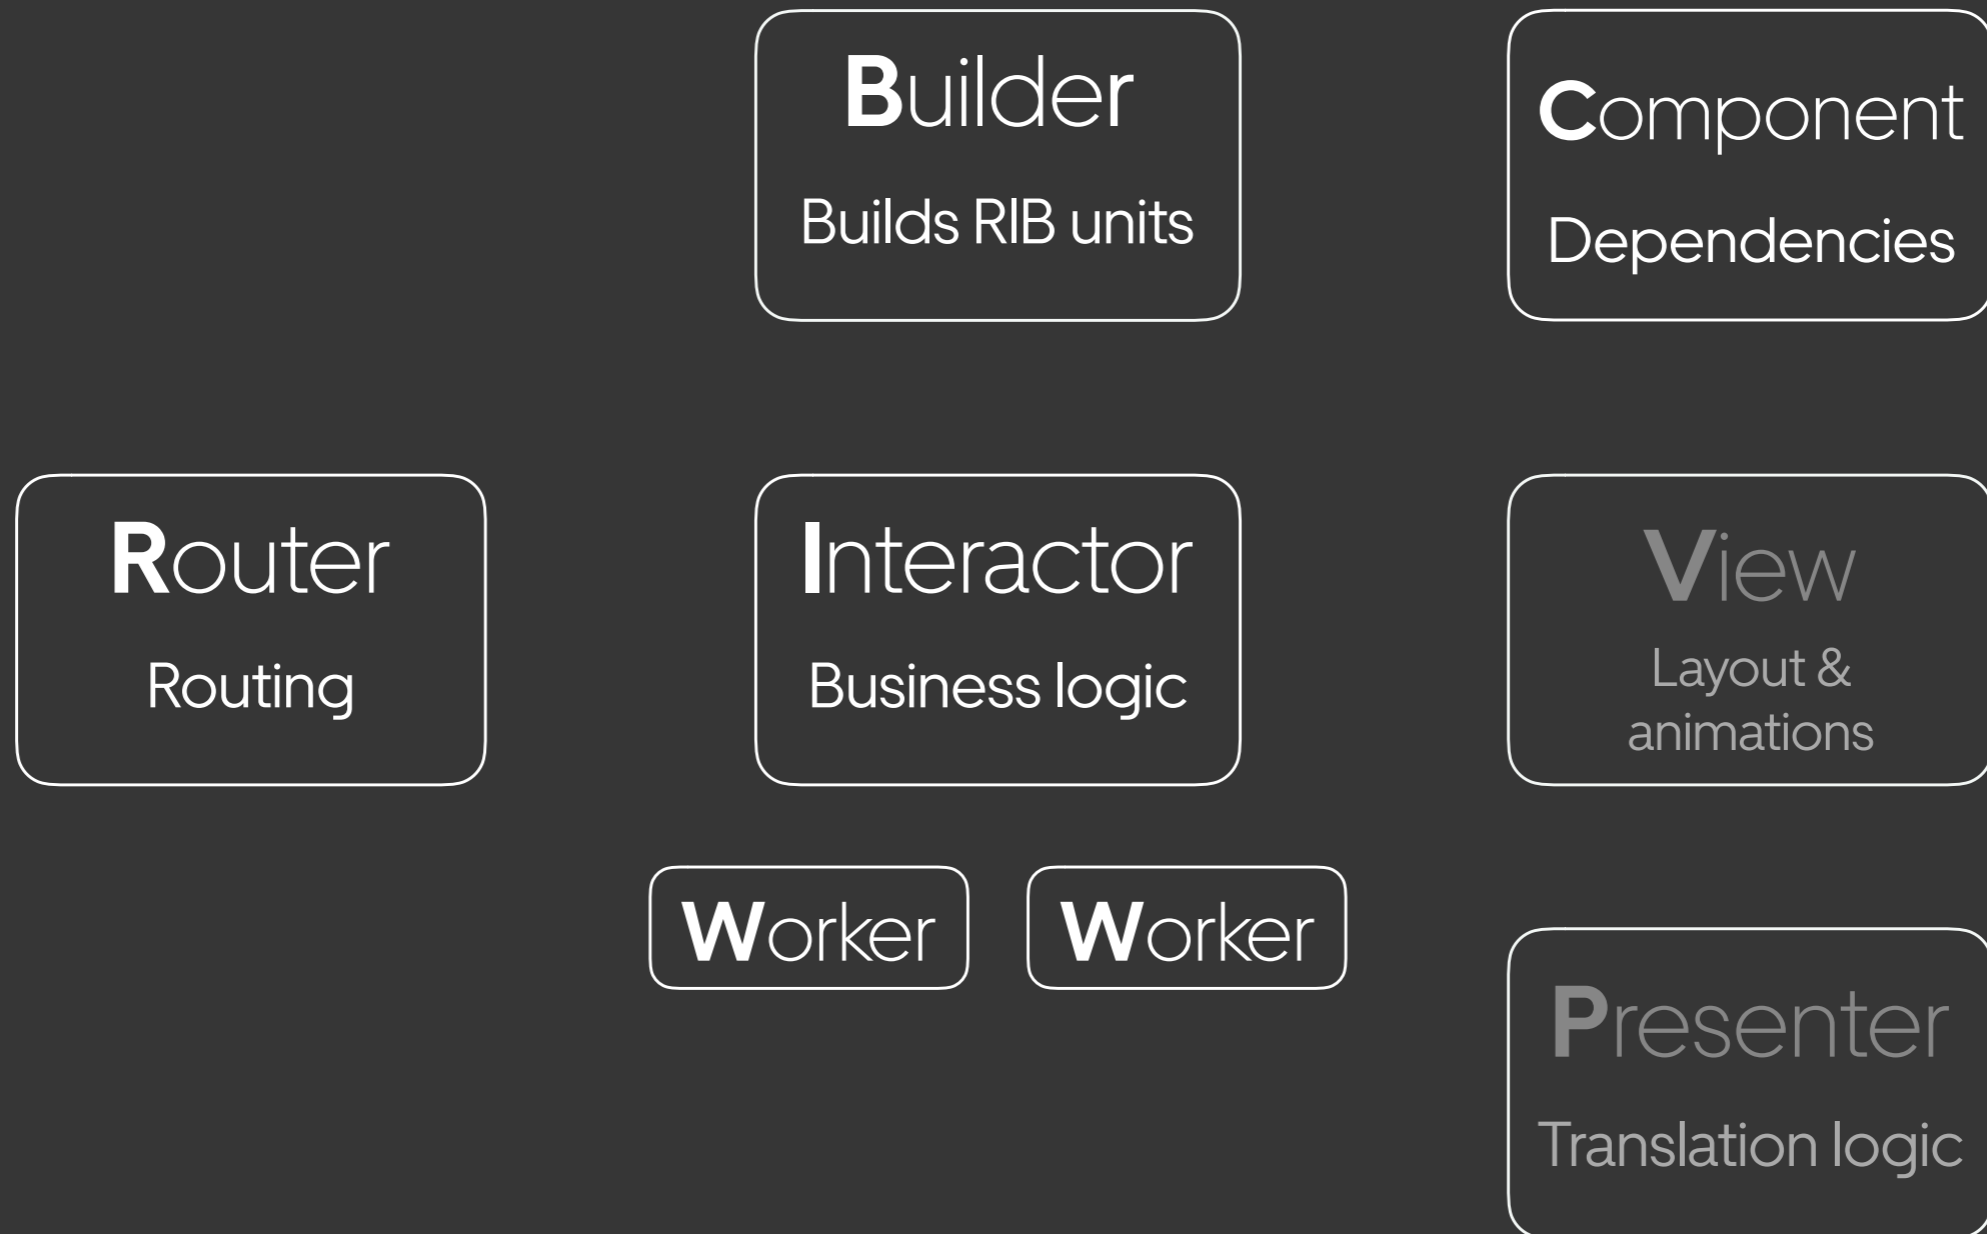 Builder
Builds RIB units
Component
Dependencies
Router
Routing
Interactor
Business logic
View
Layout &
animations
Worker
Worker
Presenter
Translation logic